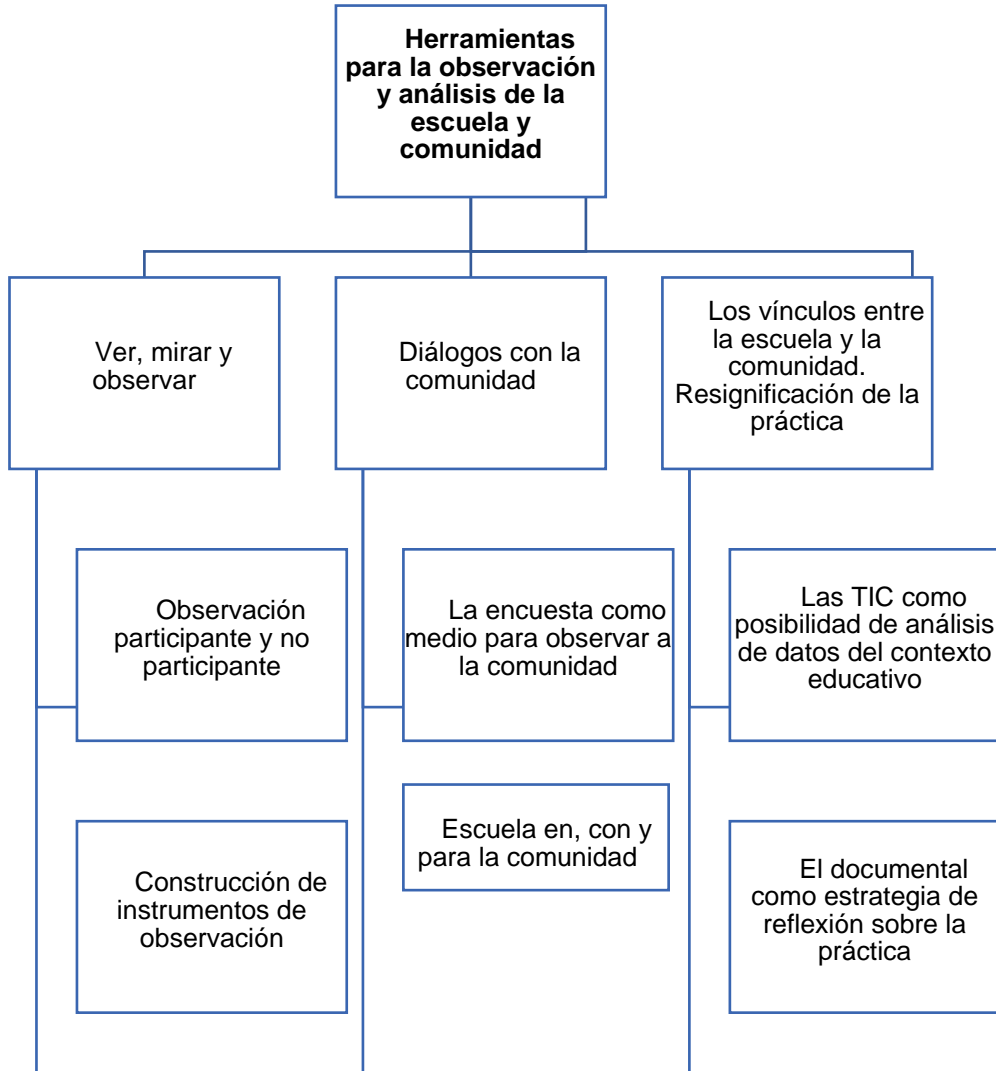 Herramientas
para la observación
y análisis de la
escuela y
comunidad
Ver, mirar y
observar
Diálogos con la
comunidad
Los vínculos entre
la escuela y la
comunidad.
Resignificación de la
práctica
Observación
participante y no
participante
La encuesta como
medio para observar a
la comunidad
Las TIC como
posibilidad de análisis
de datos del contexto
educativo
Construcción de
instrumentos de
observación
Escuela en, con y
para la comunidad
El documental
como estrategia de
reflexión sobre la
práctica